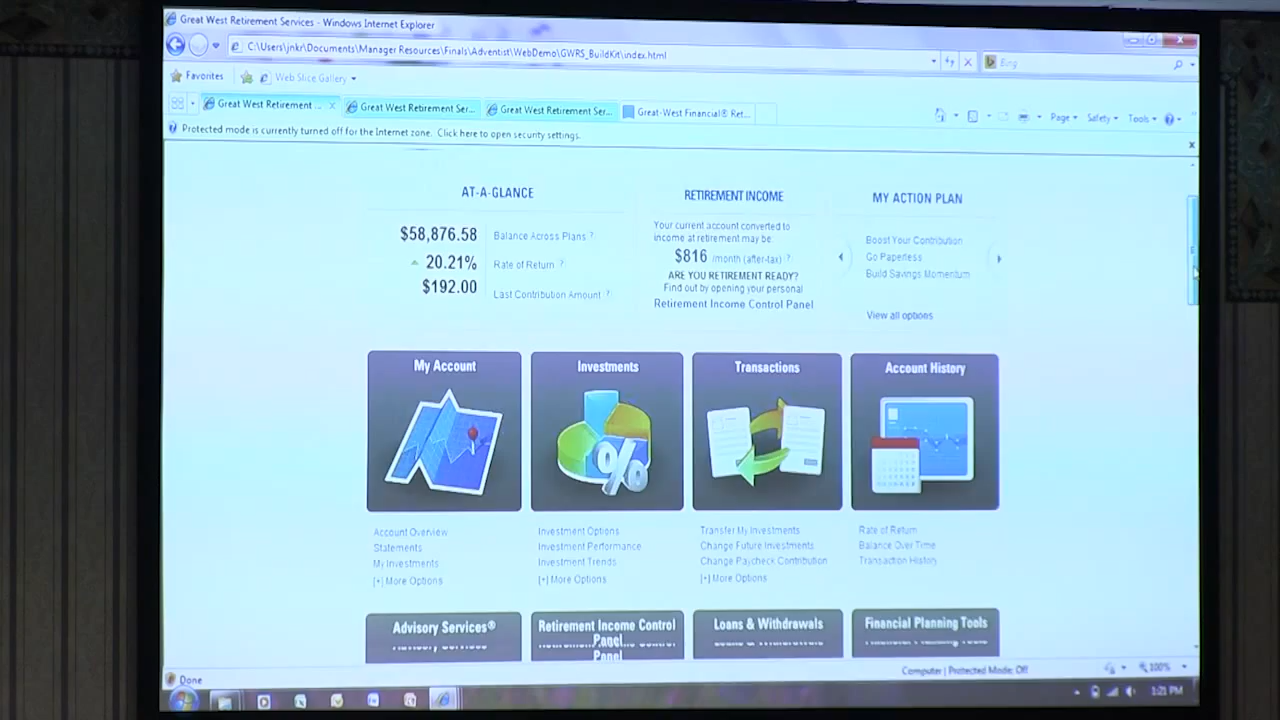 Great West Retirement Services - Windows Internet Explorer
C:\Users\jnkr\Documents\Manager Resources\Finals\Adventist\WebDemo\GWRS_BuildKit\index.html
Bing
Favorites
Web Slice Gallery
Great West Retirement ...
Great West Retirement Ser...
Great West Retirement Ser...
Great-West Financial® Ret...
Page
Safety
Tools
Protected mode is currently turned off for the Internet zone. Click here to open security settings.
AT-A-GLANCE
$58,876.58 Balance Across Plans ?
20.21% Rate of Return ?
$192.00 Last Contribution Amount ?
RETIREMENT INCOME
Your current account converted to
income at retirement may be:
$816 /month (after-tax) ?
ARE YOU RETIREMENT READY?
Find out by opening your personal
Retirement Income Control Panel
MY ACTION PLAN
Boost Your Contribution
Go Paperless
Build Savings Momentum
View all options
My Account
Investments
Transactions
Account History
Account Overview
Statements
My Investments
[+] More Options
Investment Options
Investment Performance
Investment Trends
[+] More Options
Transfer My Investments
Change Future Investments
Change Paycheck Contribution
[+] More Options
Rate of Return
Balance Over Time
Transaction History
Advisory Services®
Retirement Income Control
Panel
Panel
Loans & Withdrawals
Financial Planning Tools
Done
Computer | Protected Mode: Off
100%
1:21 PM